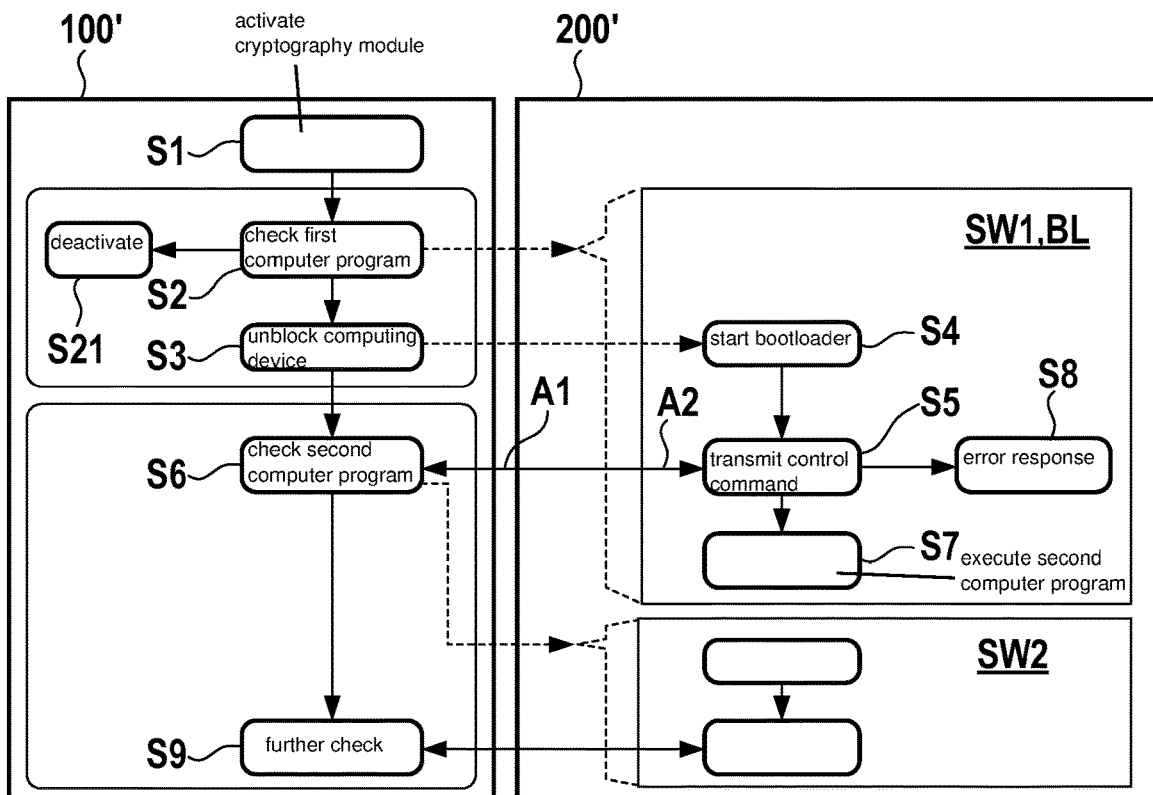 100'
activate
cryptography module
200'
S1
deactivate
check first
computer program
S2
S21
unblock computing
device
S3
SW1,BL
start bootloader
S4
A1
A2
S5
S8
check second
computer program
S6
transmit control
command
error response
S7
execute second
computer program
SW2
S9
further check